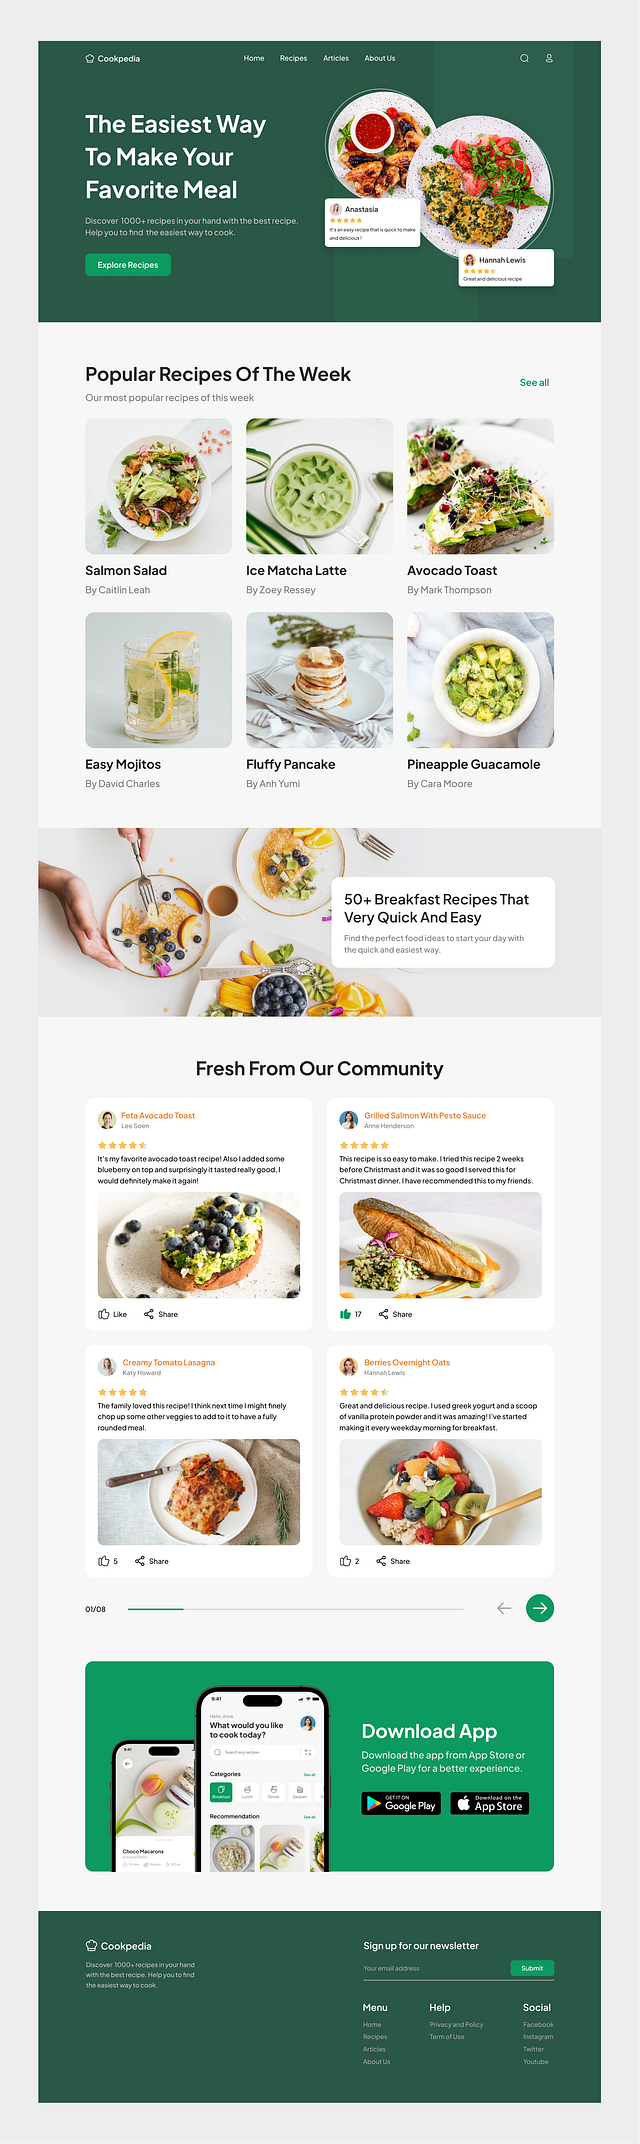 Cookpedia
Home
Recipes
Articles
About Us
The Easiest Way
To Make Your
Favorite Meal
Discover 1000+ recipes in your hand with the best recipe.
Help you to find the easiest way to cook.
Explore Recipes
Anastasia
It's an easy recipe that is quick to make
and delicious !
Hannah Lewis
Great and delicious recipe
Popular Recipes Of The Week
Our most popular recipes of this week
See all
Salmon Salad
By Caitlin Leah
Ice Matcha Latte
By Zoey Ressey
Avocado Toast
By Mark Thompson
Easy Mojitos
By David Charles
Fluffy Pancake
By Anh Yumi
Pineapple Guacamole
By Cara Moore
50+ Breakfast Recipes That
Very Quick And Easy
Find the perfect food ideas to start your day with
the quick and easiest way.
Fresh From Our Community
Feta Avocado Toast
Lee Soen
It's my favorite avocado toast recipe! Also I added some
blueberry on top and surprisingly it tasted really good, I
would definitely make it again!
Like
Share
Grilled Salmon With Pesto Sauce
Anne Henderson
This recipe is so easy to make. I tried this recipe 2 weeks
before Christmast and it was so good I served this for
Christmast dinner. I have recommended this to my friends.
17
Share
Creamy Tomato Lasagna
Katy Howard
The family loved this recipe! I think next time I might finely
chop up some other veggies to add to it to have a fully
rounded meal.
5
Share
Berries Overnight Oats
Hannah Lewis
Great and delicious recipe. I used greek yogurt and a scoop
of vanilla protein powder and it was amazing! I've started
making it every weekday morning for breakfast.
2
Share
01/08
9:41
Choco Macarons
9:41
Hello, Anne
What would you like
to cook today?
Search any recipes
Categories
See all
Breakfast
Lunch
Dinner
Dessert
Recommendation
See all
Download App
Download the app from App Store or
Google Play for a better experience.
GET IT ON
Google Play
Download on the
App Store
Cookpedia
Discover 1000+ recipes in your hand
with the best recipe. Help you to find
the easiest way to cook.
Sign up for our newsletter
Your email address
Submit
Menu
Home
Recipes
Articles
About Us
Help
Privacy and Policy
Term of Use
Social
Facebook
Instagram
Twitter
Youtube